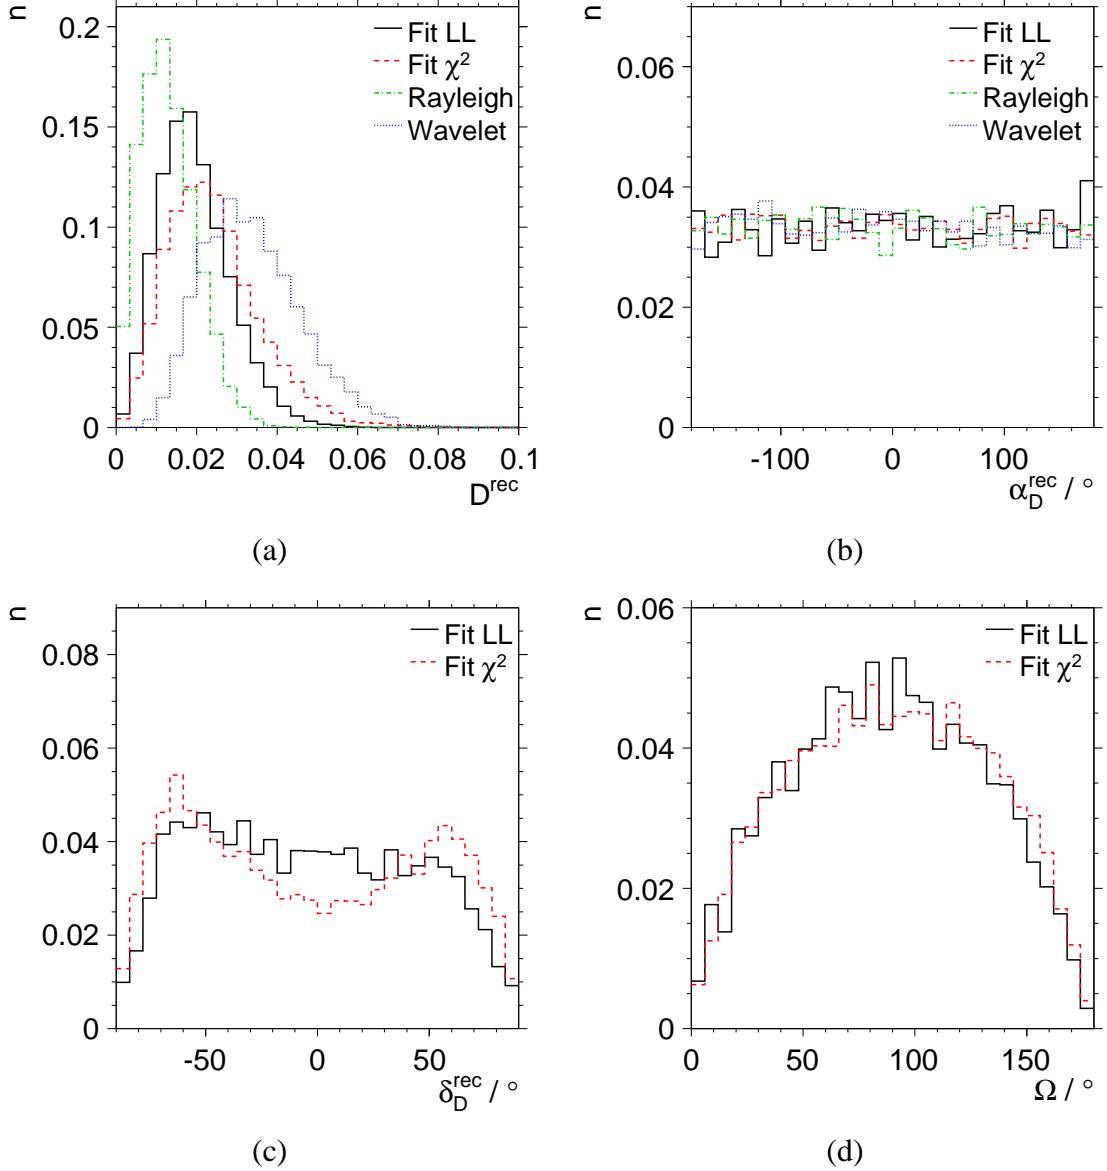 n
0.2
0.15
0.1
0.05
0
0 0.02 0.04 0.06 0.08 0.1
D^rec
Fit LL
Fit χ²
Rayleigh
Wavelet
(a)
n
0.06
0.04
0.02
0
-100 0 100
α_D^rec / °
Fit LL
Fit χ²
Rayleigh
Wavelet
(b)
n
0.08
0.06
0.04
0.02
0
-50 0 50
δ_D^rec / °
Fit LL
Fit χ²
(c)
n
0.06
0.04
0.02
0
0 50 100 150
Ω / °
Fit LL
Fit χ²
(d)